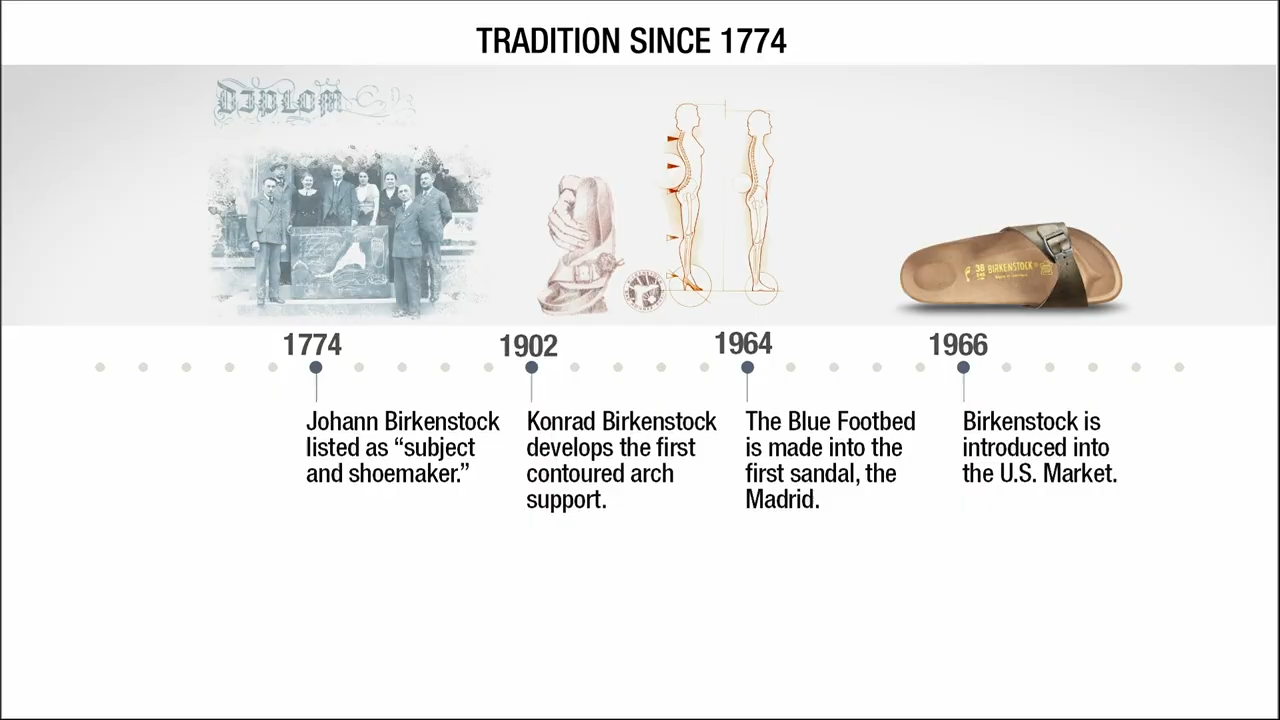 TRADITION SINCE 1774
Diplom
38
BIRKENSTOCK
1774
1902
1964
1966
Johann Birkenstock
listed as “subject
and shoemaker.”
Konrad Birkenstock
develops the first
contoured arch
support.
The Blue Footbed
is made into the
first sandal, the
Madrid.
Birkenstock is
introduced into
the U.S. Market.